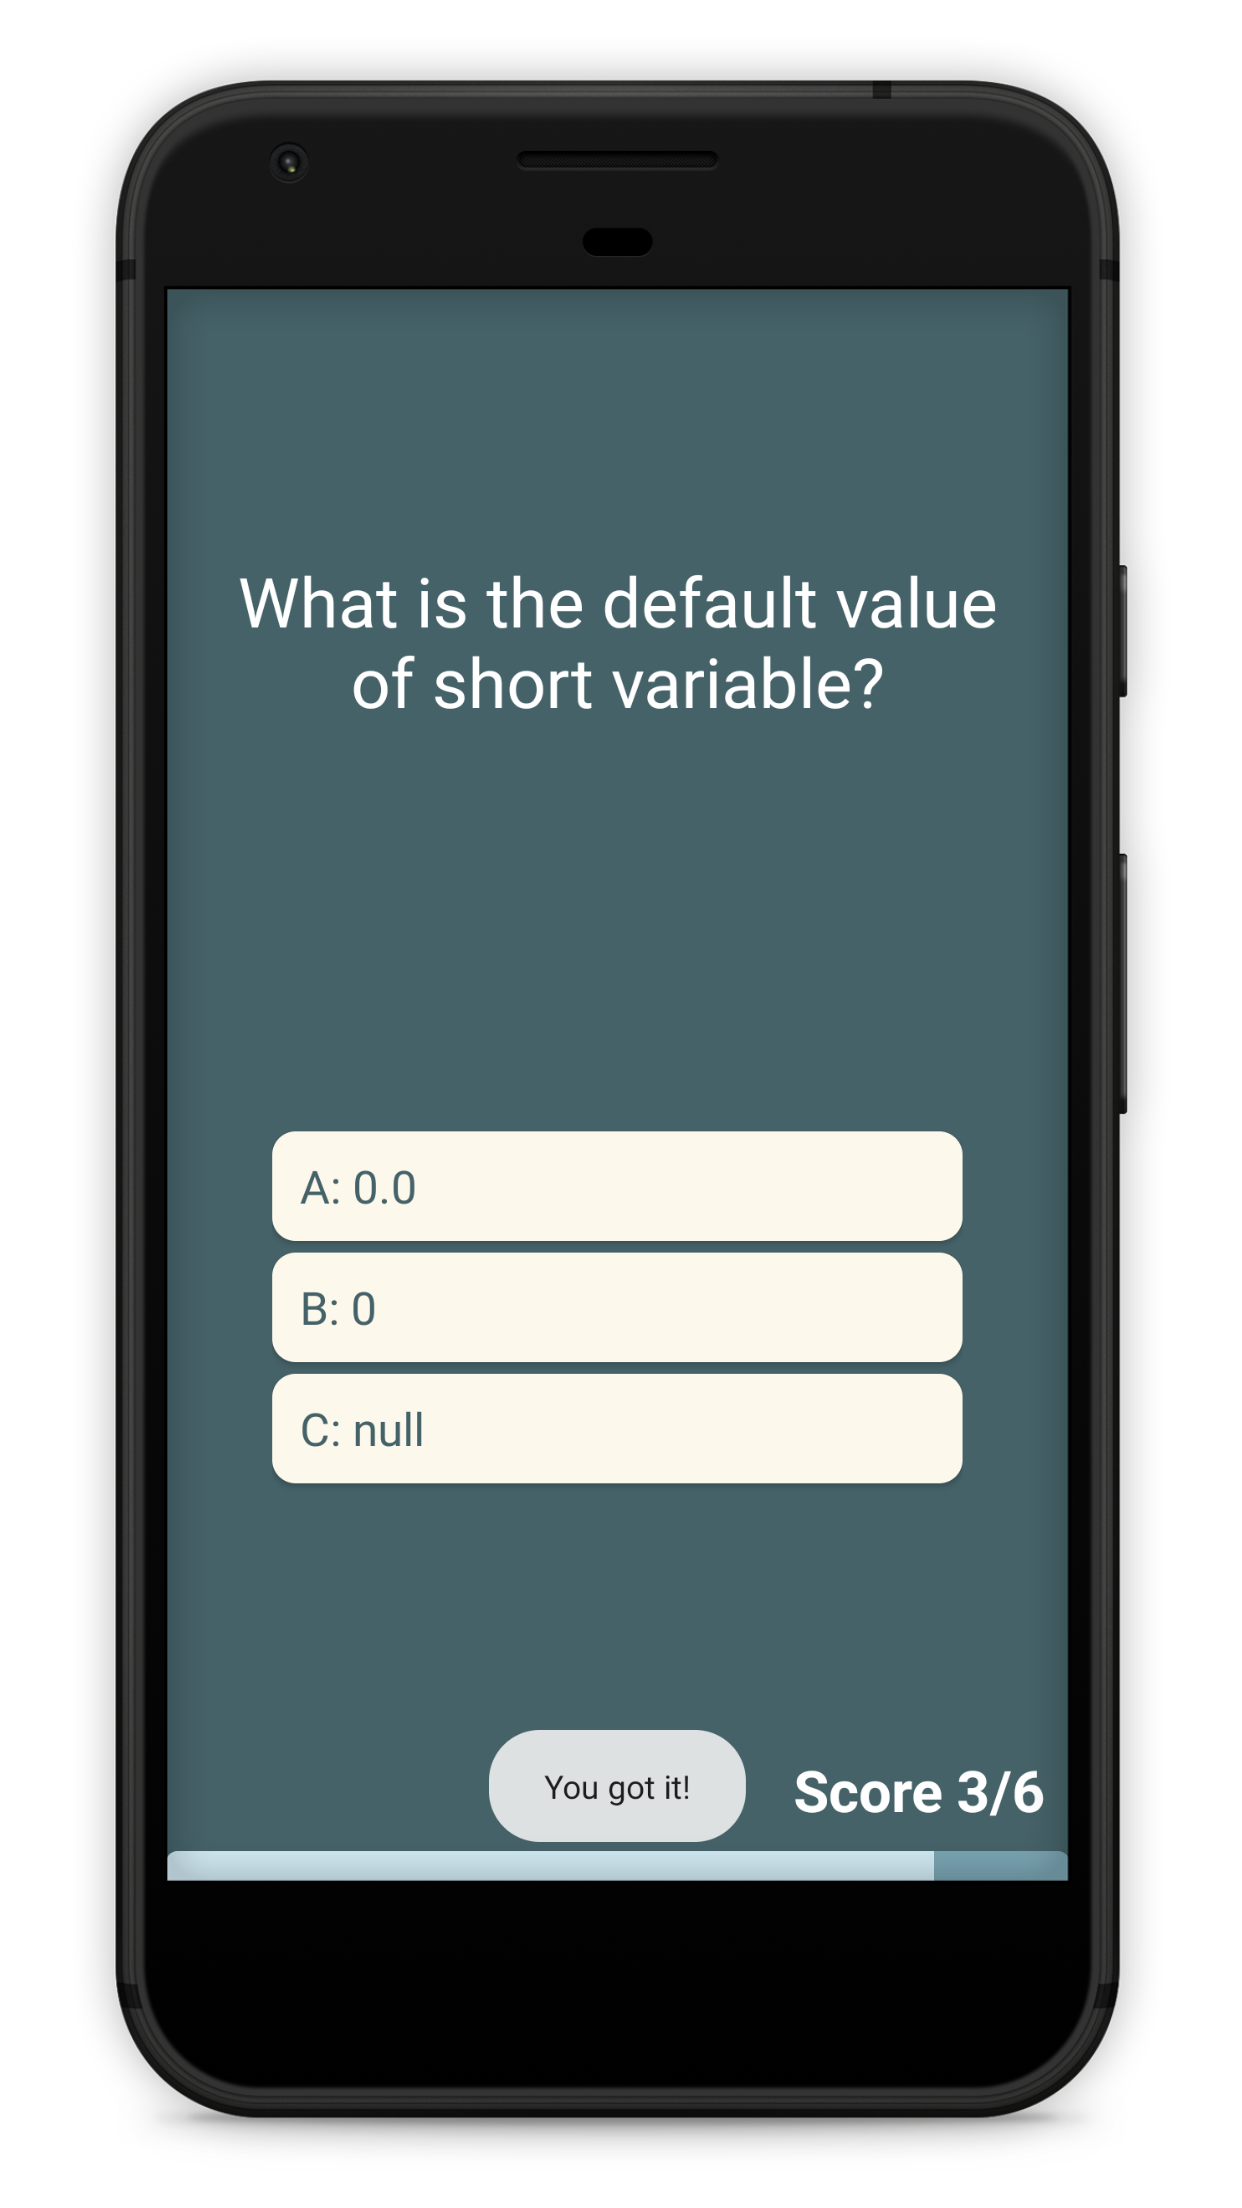 What is the default value
of short variable?
A: 0.0
B: 0
C: null
You got it!
Score 3/6